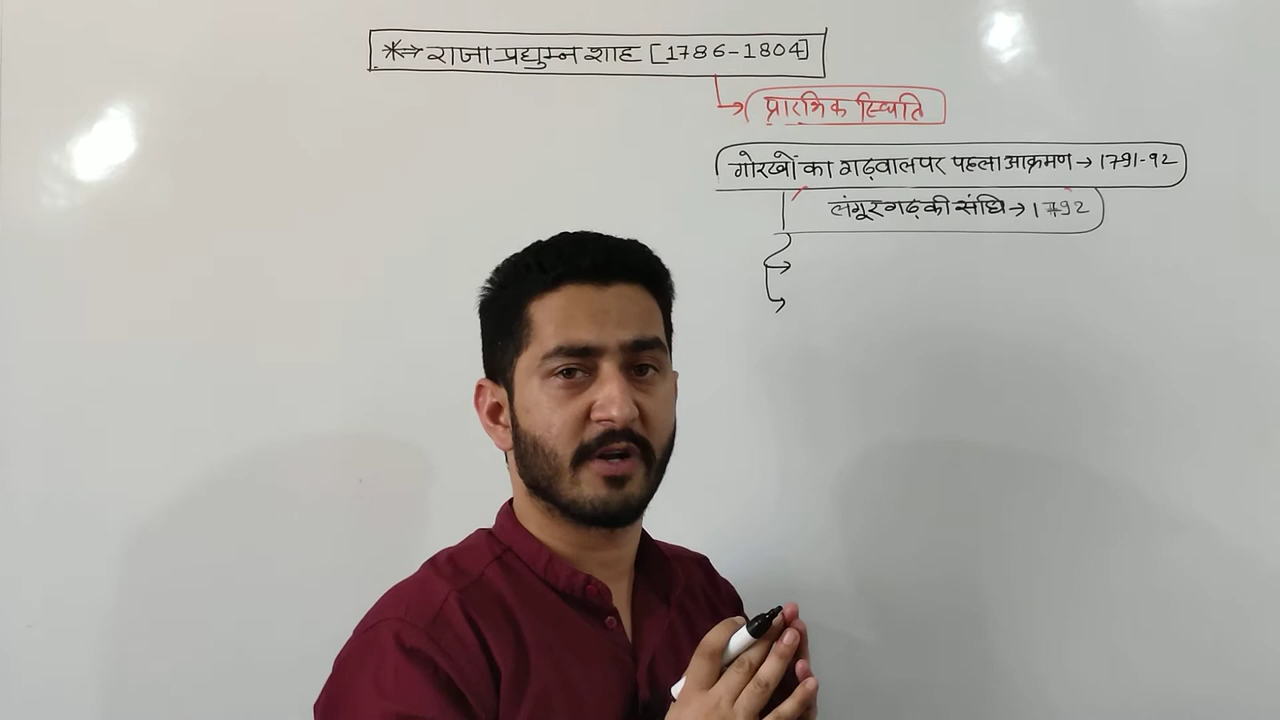 *⇒ राजा प्रद्युम्न शाह [1786-1804]
प्रारंभिक स्थिति
गोरखों का गढ़वाल पर पहला आक्रमण → 1791-92
लंगूरगढ़ की संधि → 1792